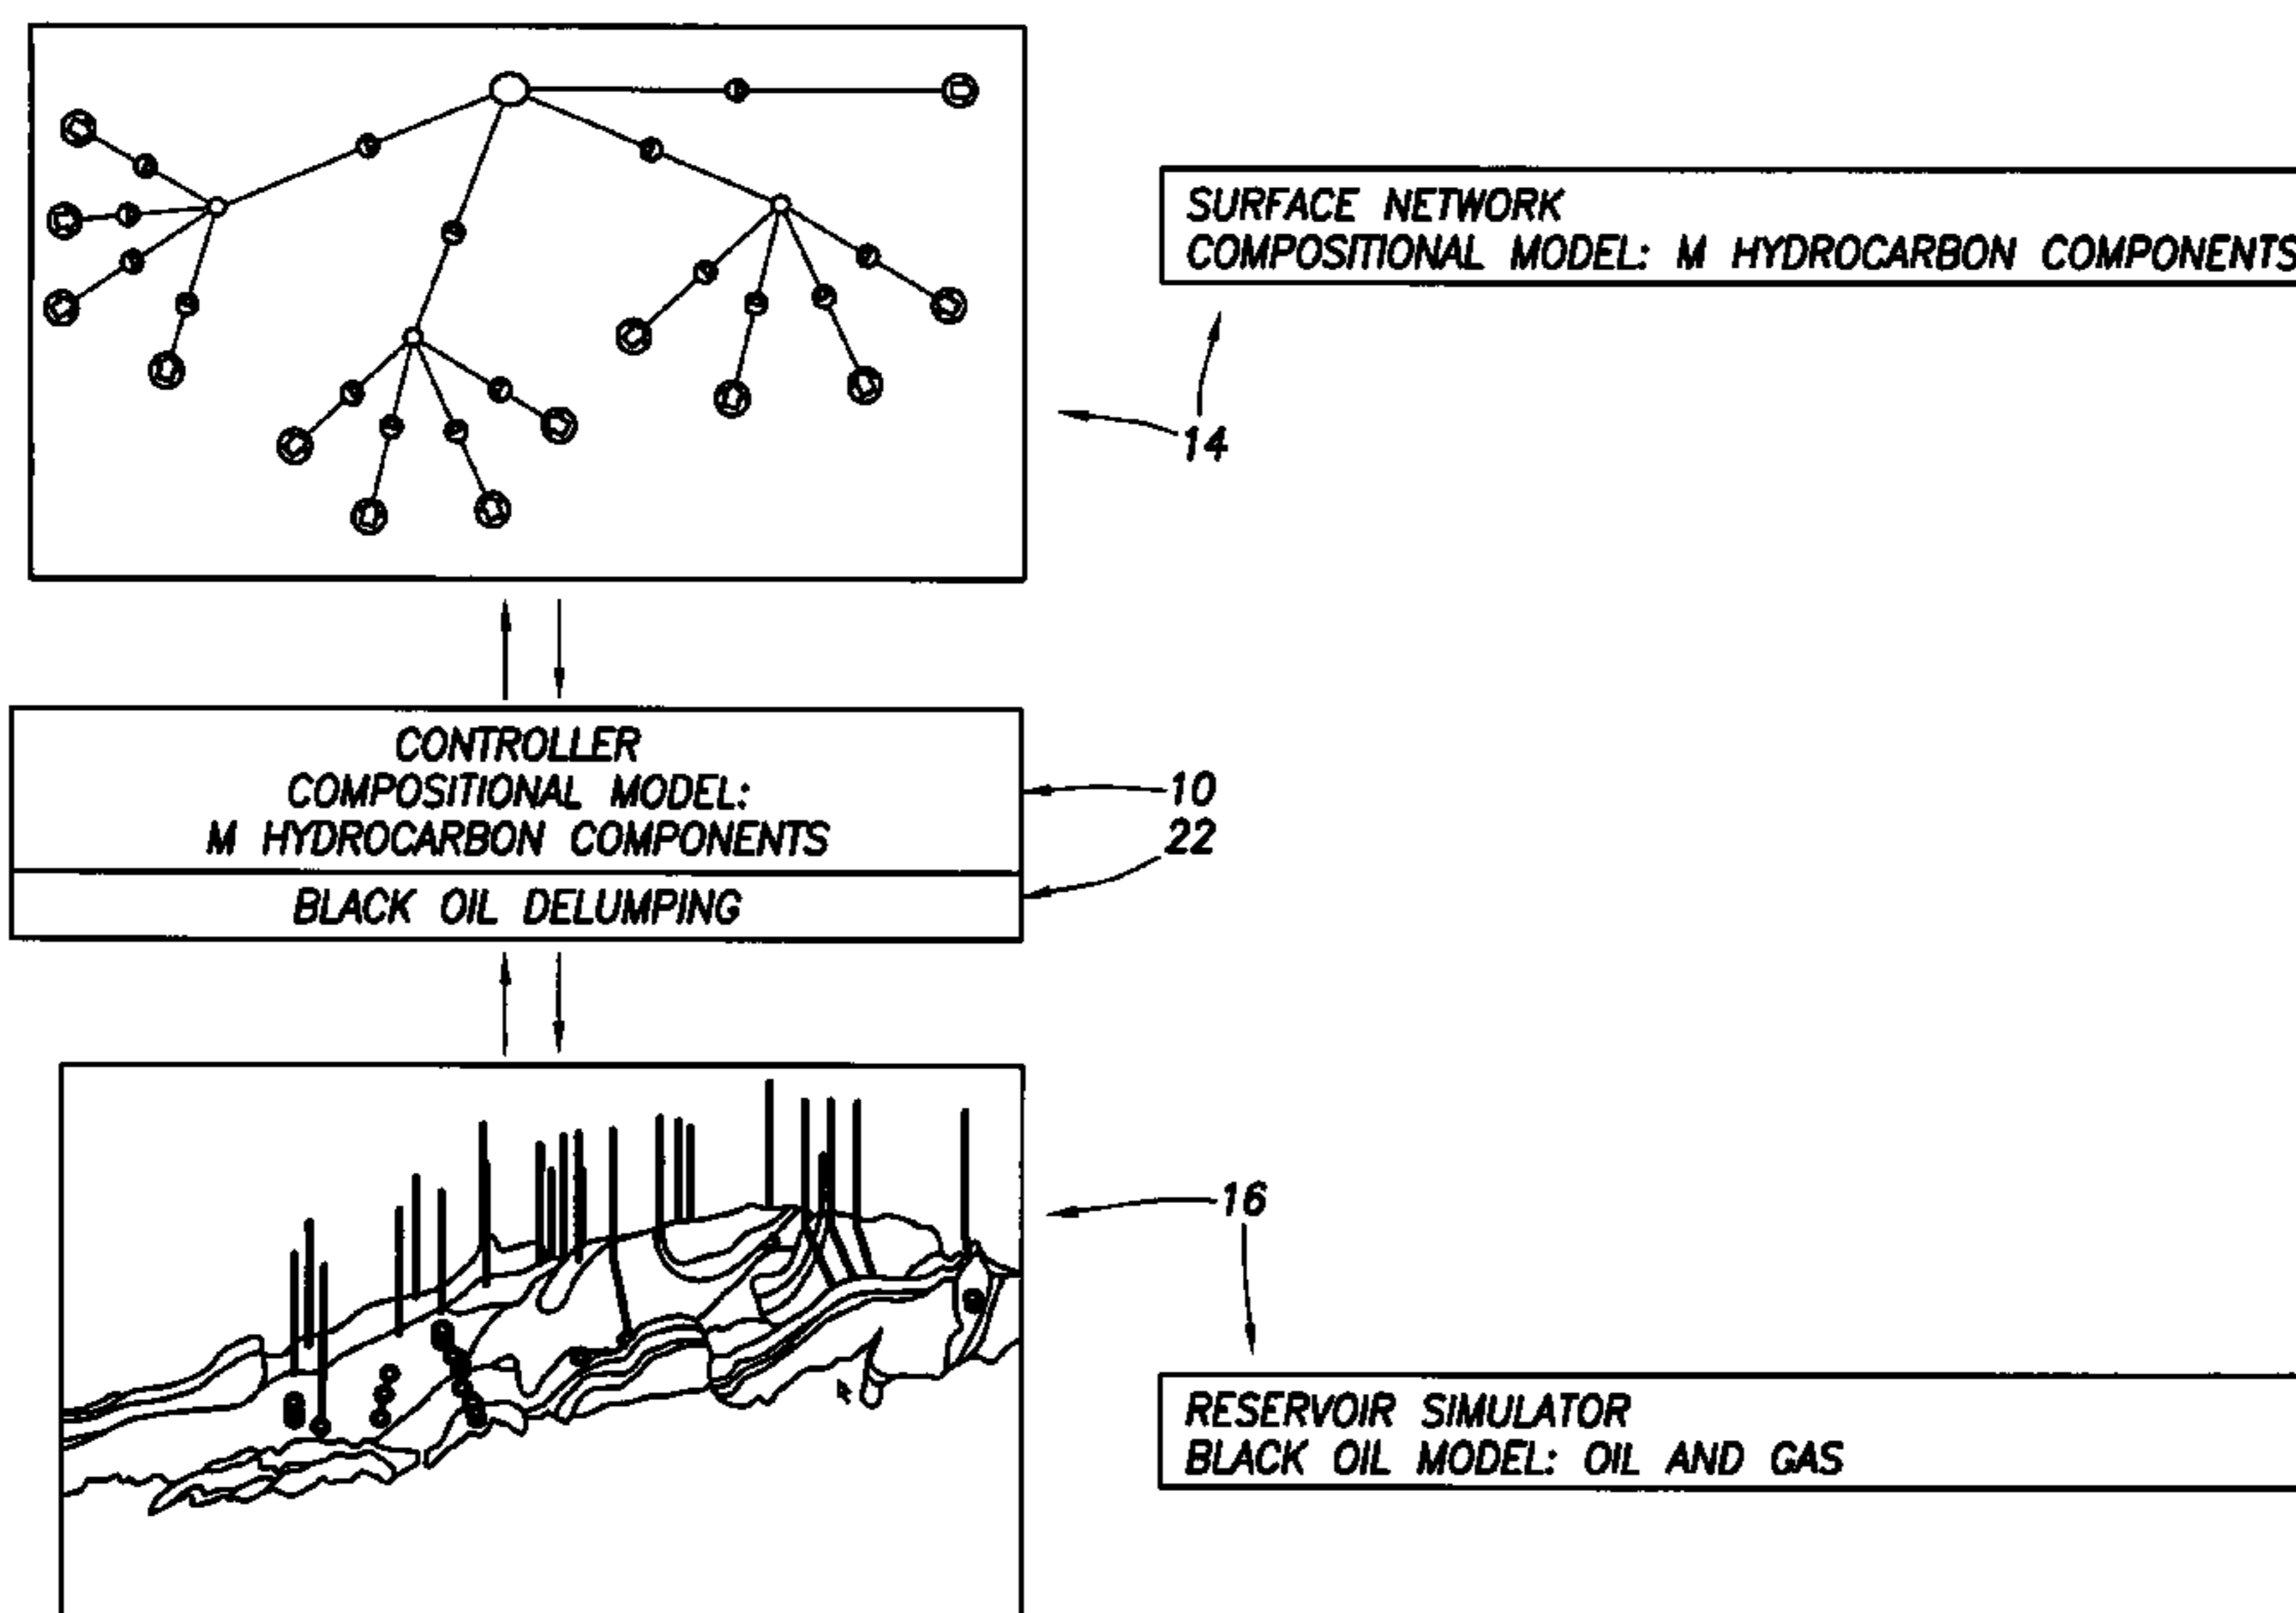 SURFACE NETWORK
COMPOSITIONAL MODEL: M HYDROCARBON COMPONENTS
14
CONTROLLER
COMPOSITIONAL MODEL:
M HYDROCARBON COMPONENTS
10
22
BLACK OIL DELUMPING
16
RESERVOIR SIMULATOR
BLACK OIL MODEL: OIL AND GAS